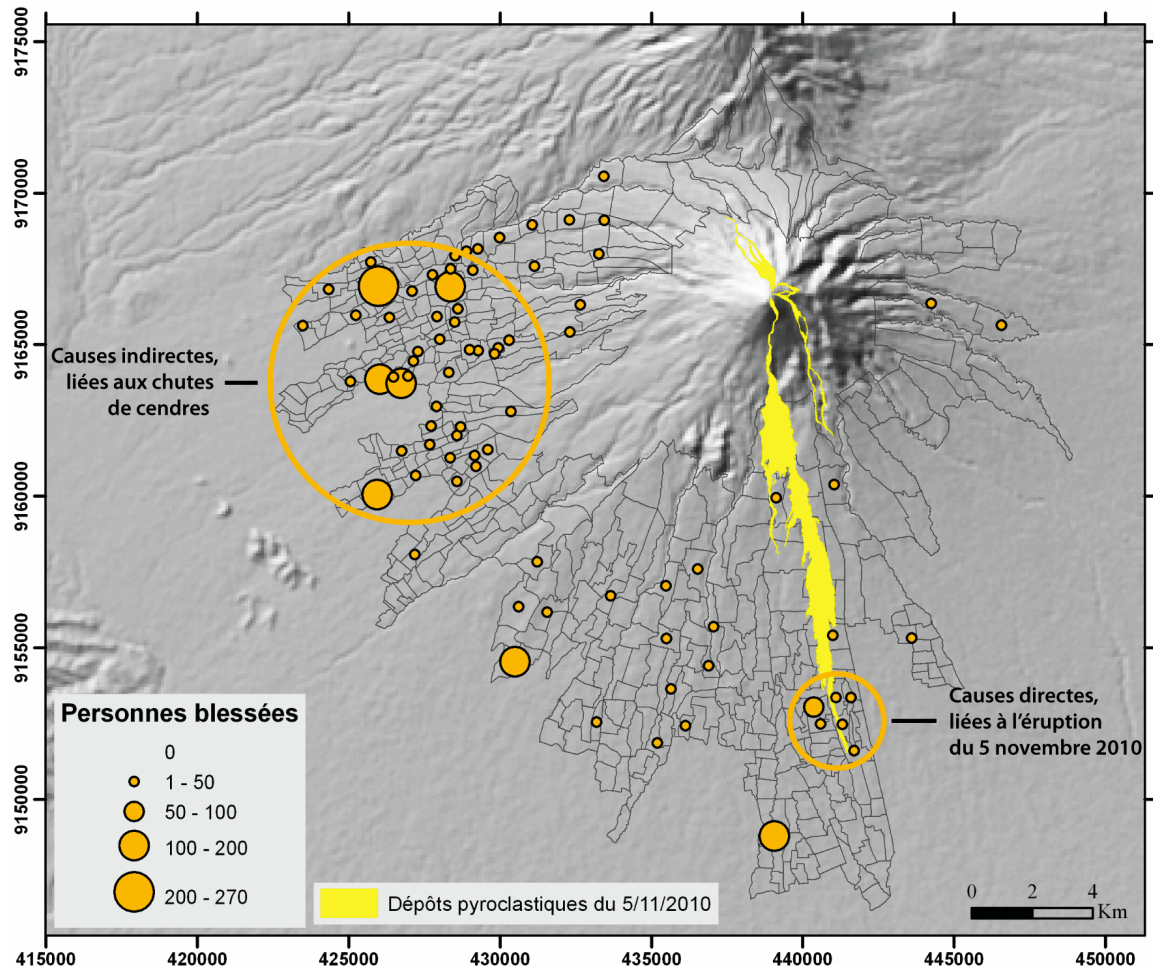 9175000
9170000
9165000
9160000
9155000
9150000
Causes indirectes,
liées aux chutes
de cendres
Causes directes,
liées à l'éruption
du 5 novembre 2010
Personnes blessées
0
1 - 50
50 - 100
100 - 200
200 - 270
Dépôts pyroclastiques du 5/11/2010
0 2 4
Km
415000 420000 425000 430000 435000 440000 445000 450000